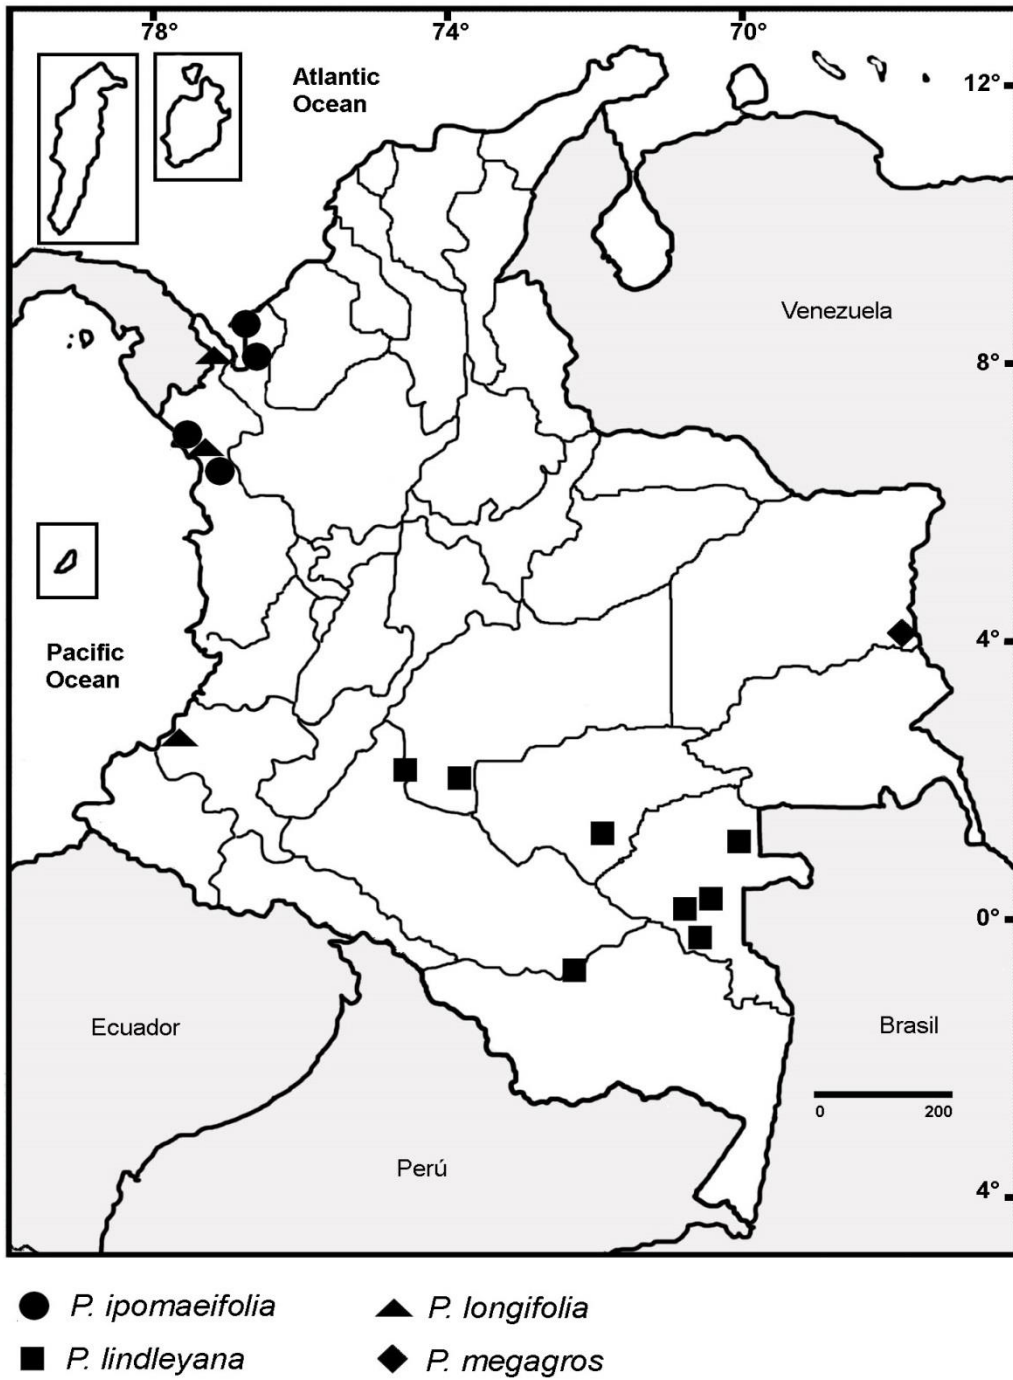 78° 74° 70°
Atlantic
Ocean
12°
Venezuela
8°
Pacific
Ocean
4°
0°
Ecuador
Brasil
0 200
Perú
4°
P. ipomaeifolia P. longifolia
P. lindleyana P. megagros